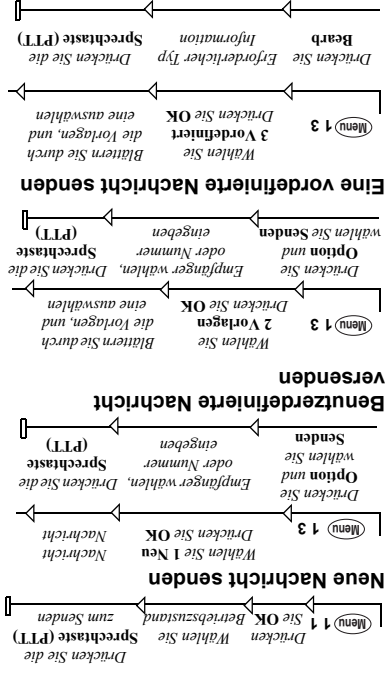 Menu 1 1
Drücken
Sie OK
Wählen Sie
Betriebszustand
Drücken Sie die
Sprechtaste (PTT)
zum Senden
Neue Nachricht senden
Menu 1 3
Wählen Sie 1 Neu
Drücken Sie OK
Nachricht
Nachricht
Drücken Sie
Option und
wählen Sie
Senden
Empfänger wählen,
oder Nummer
eingeben
Drücken Sie die
Sprechtaste
(PTT)
Benutzerdefinierte Nachricht
versenden
Menu 1 3
Wählen Sie
2 Vorlagen
Drücken Sie OK
Blättern Sie durch
die Vorlagen, und
eine auswählen
Drücken Sie
Option und
wählen Sie Senden
Empfänger wählen,
oder Nummer
eingeben
Drücken Sie die
Sprechtaste
(PTT)
Eine vordefinierte Nachricht senden
Menu 1 3
Wählen Sie
3 Vordefiniert
Drücken Sie OK
Blättern Sie durch
die Vorlagen, und
eine auswählen
Drücken Sie
Bearb
Erforderlicher Typ
Information
Drücken Sie die
Sprechtaste (PTT)